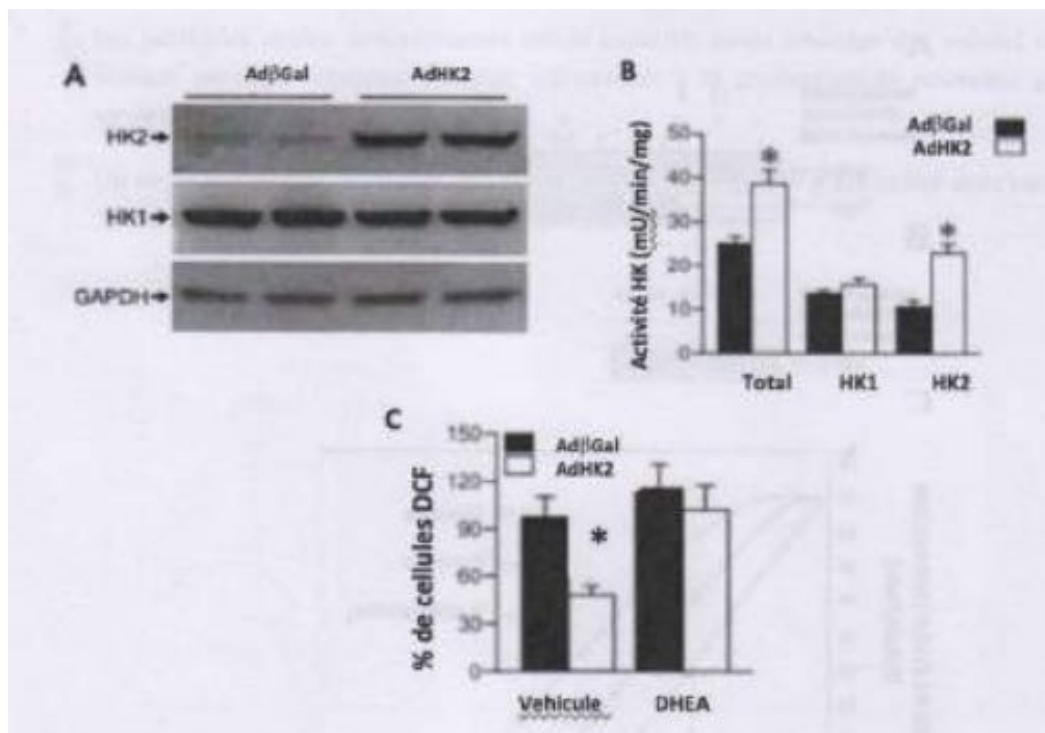 A
AdβGal AdHK2
HK2
HK1
GAPDH
B
Activité HK (mU/min/mg)
50
40
30
20
10
0
AdβGal
AdHK2
*
*
Total HK1 HK2
C
% de cellules DCF
150
120
90
60
30
0
AdβGal
AdHK2
*
Vehicule DHEA